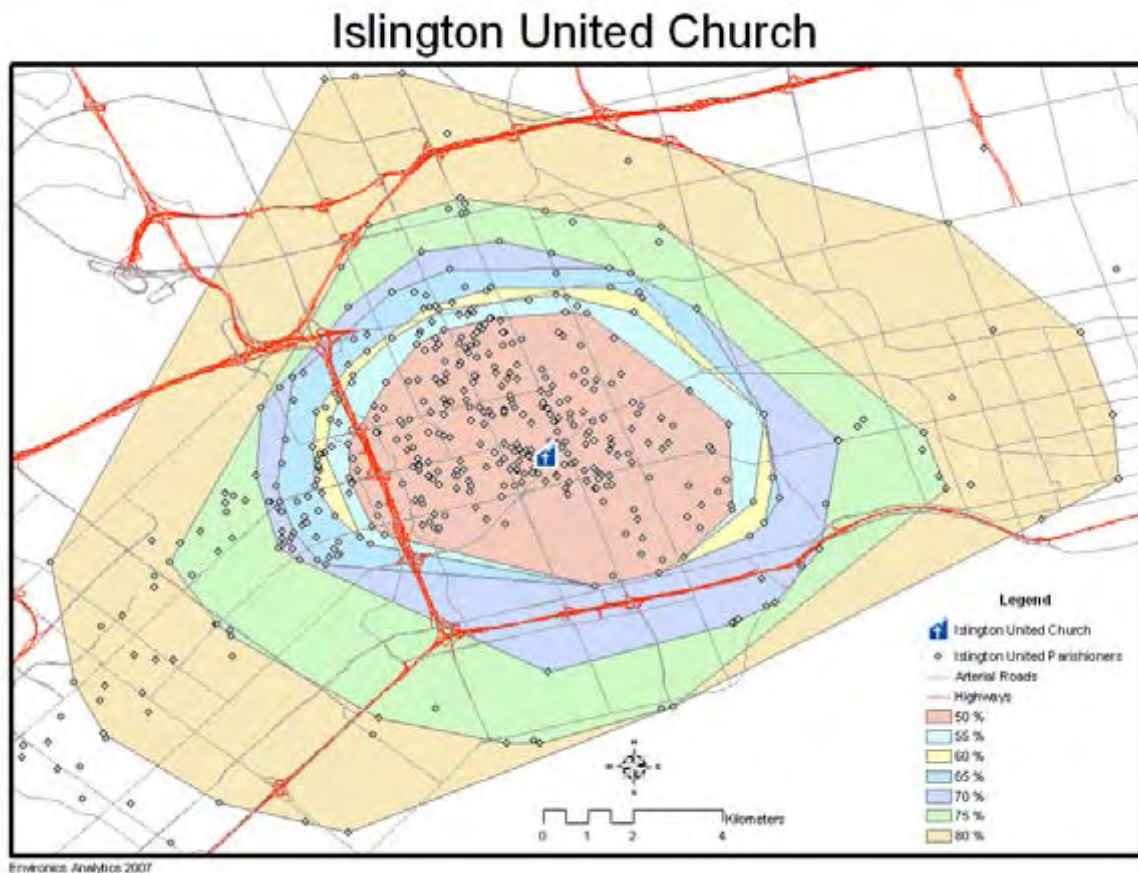 Islington United Church
Legend
Islington United Church
Islington United Parishioners
Arterial Roads
Highways
50 %
55 %
60 %
65 %
70 %
75 %
80 %
N
W E
S
Kilometers
0 1 2 4
Environics Analytics 2007